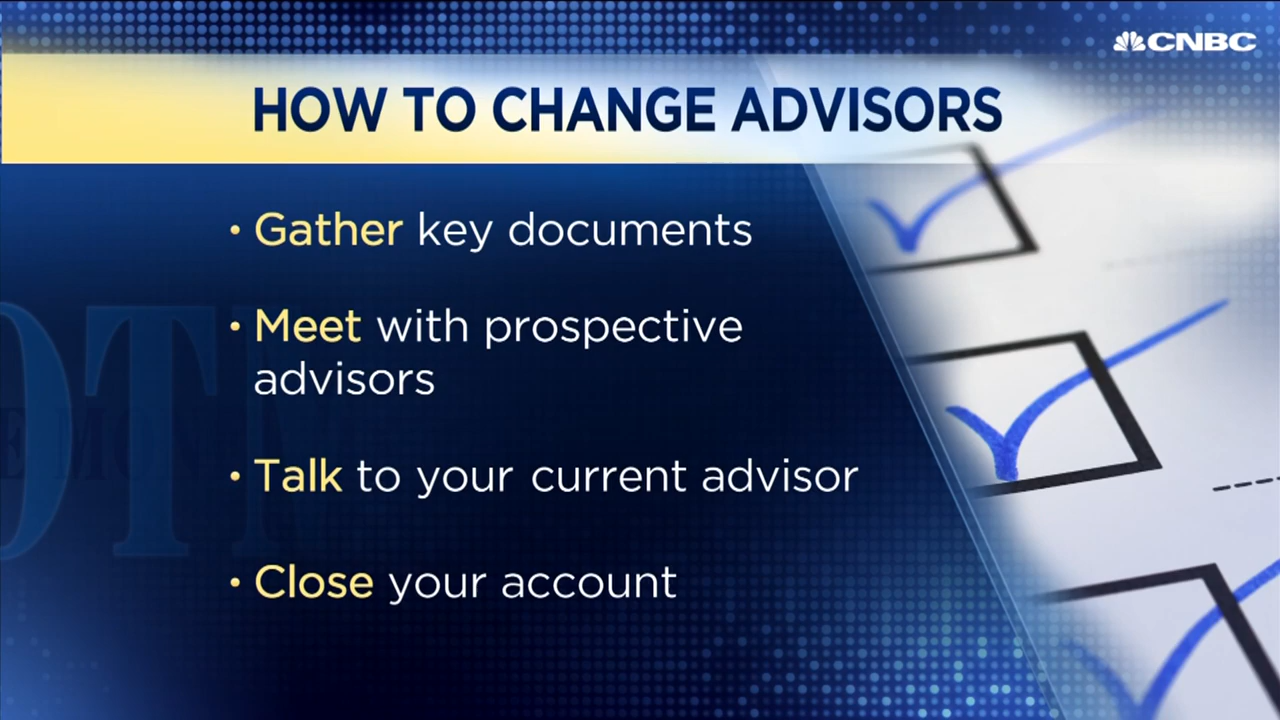 CNBC
HOW TO CHANGE ADVISORS
• Gather key documents
• Meet with prospective
advisors
• Talk to your current advisor
• Close your account